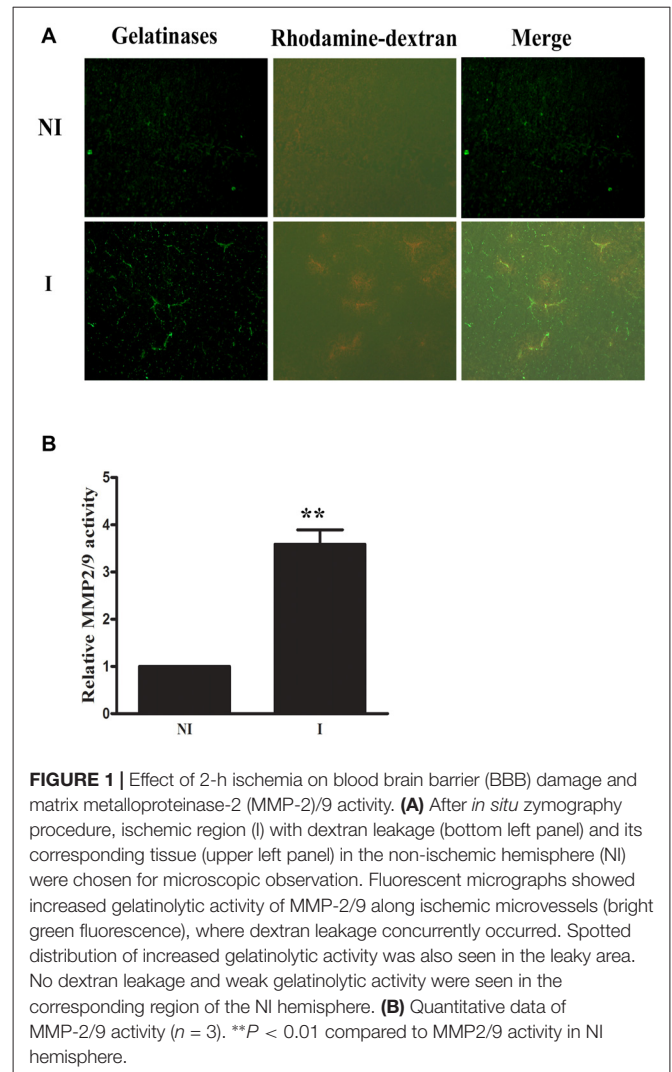 A
Gelatinases Rhodamine-dextran Merge
NI
I
B
Relative MMP2/9 activity
5
4
3
2
1
0
**
NI I
FIGURE 1 | Effect of 2-h ischemia on blood brain barrier (BBB) damage and
matrix metalloproteinase-2 (MMP-2)/9 activity. (A) After in situ zymography
procedure, ischemic region (I) with dextran leakage (bottom left panel) and its
corresponding tissue (upper left panel) in the non-ischemic hemisphere (NI)
were chosen for microscopic observation. Fluorescent micrographs showed
increased gelatinolytic activity of MMP-2/9 along ischemic microvessels (bright
green fluorescence), where dextran leakage concurrently occurred. Spotted
distribution of increased gelatinolytic activity was also seen in the leaky area.
No dextran leakage and weak gelatinolytic activity were seen in the
corresponding region of the NI hemisphere. (B) Quantitative data of
MMP-2/9 activity (n = 3). **P < 0.01 compared to MMP2/9 activity in NI
hemisphere.